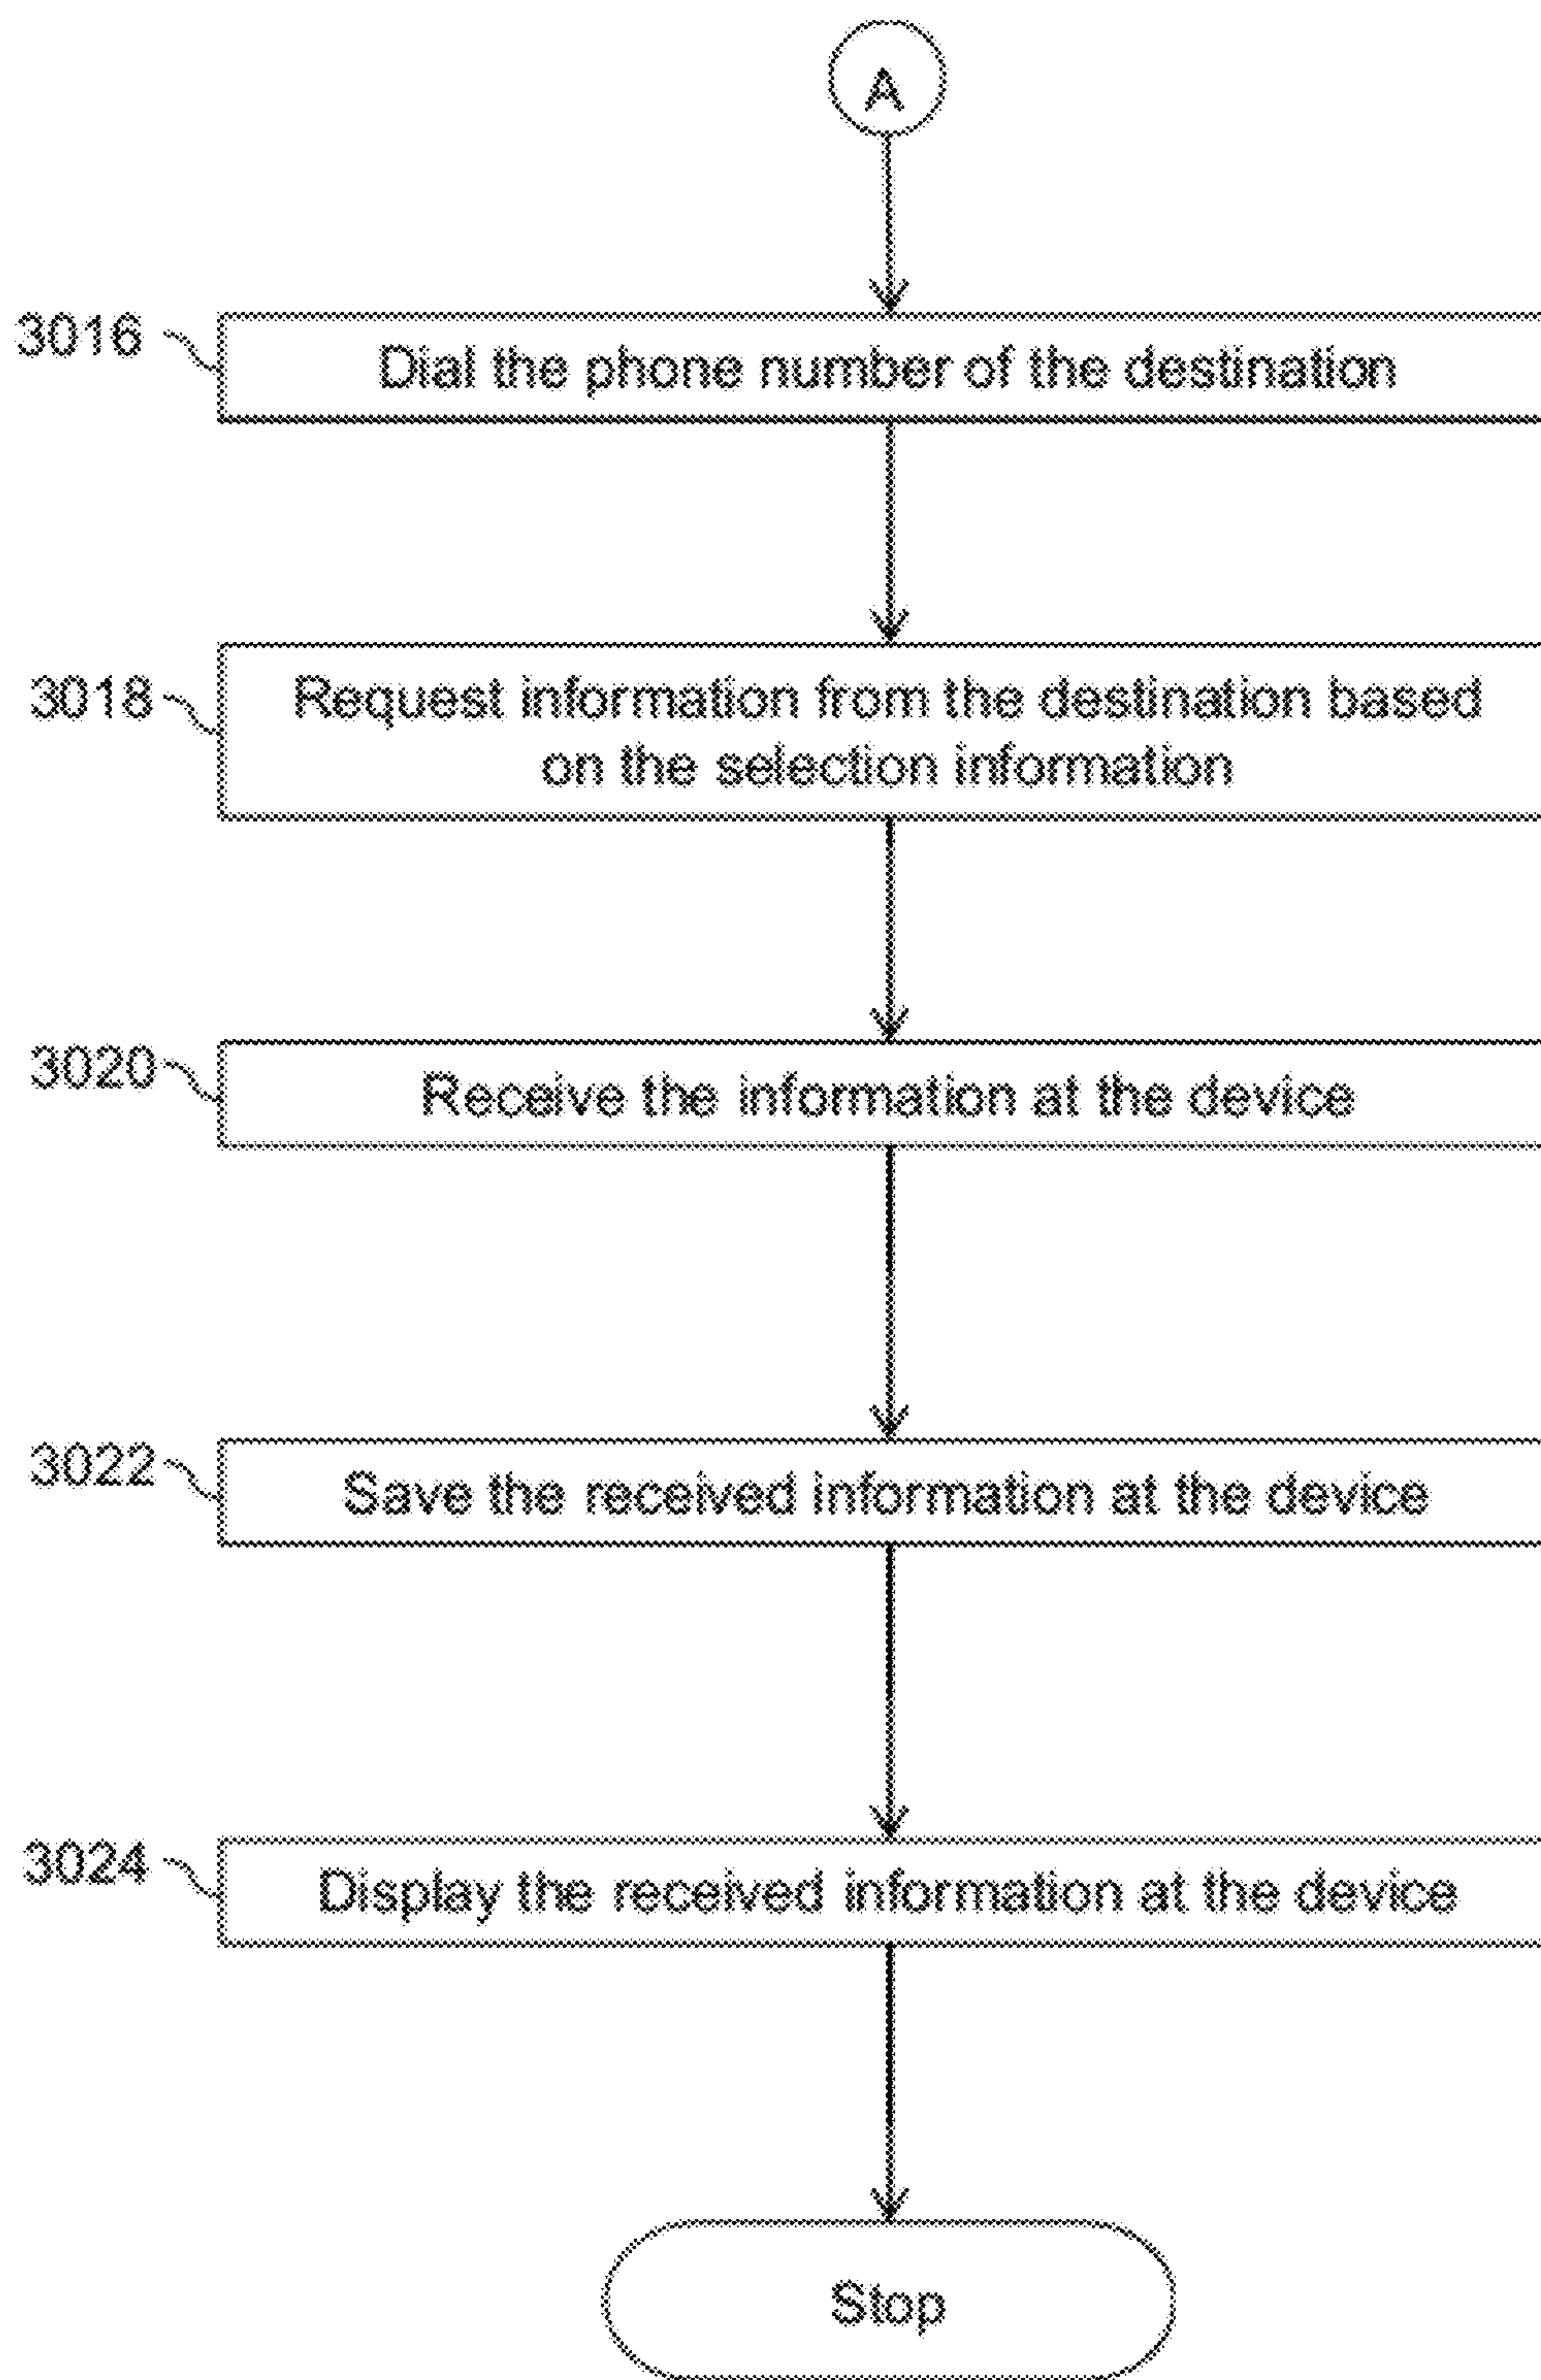 A
3016
Dial the phone number of the destination
3018
Request information from the destination based
on the selection information
3020
Receive the information at the device
3022
Save the received information at the device
3024
Display the received information at the device
Stop